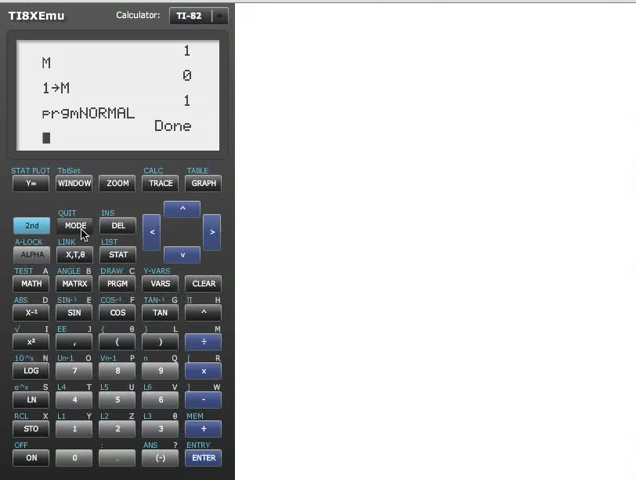 TI8XEmu Calculator: TI-82
1
M
0
1→M
1
prgmNORMAL
Done
STAT PLOT TblSet CALC TABLE
Y= WINDOW ZOOM TRACE GRAPH
QUIT INS ^
2nd MODE DEL < >
A-LOCK LINK LIST v
ALPHA X,T,θ STAT
TEST A ANGLE B DRAW C Y-VARS
MATH MATRX PRGM VARS CLEAR
ABS D SIN⁻¹ E COS⁻¹ F TAN⁻¹ G Π H
X-¹ SIN COS TAN ^
√ I EE J { θ } L M
x² , ( ) ÷
10^x N Un-1 O Vn-1 P n Q [ R
LOG 7 8 9 x
e^x S L4 T L5 U L6 V ] W
LN 4 5 6 -
RCL X L1 Y L2 Z L3 θ MEM
STO 1 2 3 +
OFF : ANS ? ENTRY
ON 0 . (-) ENTER